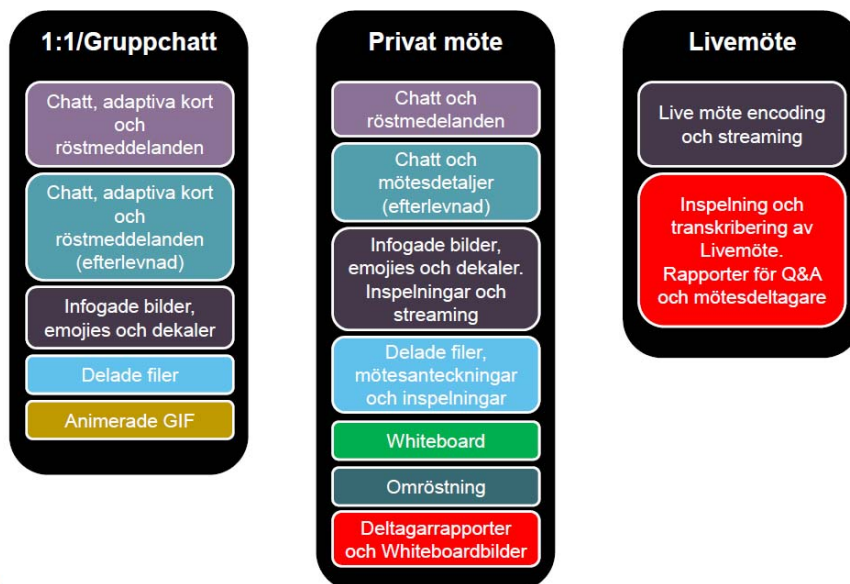 1:1/Gruppchatt
Chatt, adaptiva kort
och
röstmeddelanden
Chatt, adaptiva kort
och
röstmeddelanden
(efterlevnad)
Infogade bilder,
emojies och dekaler
Delade filer
Animerade GIF
Privat möte
Chatt och
röstmedelanden
Chatt och
mötesdetaljer
(efterlevnad)
Infogade bilder,
emojies och dekaler.
Inspelningar och
streaming
Delade filer,
mötesanteckningar
och inspelningar
Whiteboard
Omröstning
Deltagarrapporter
och Whiteboardbilder
Livemöte
Live möte encoding
och streaming
Inspelning och
transkribering av
Livemöte.
Rapporter för Q&A
och mötesdeltagare